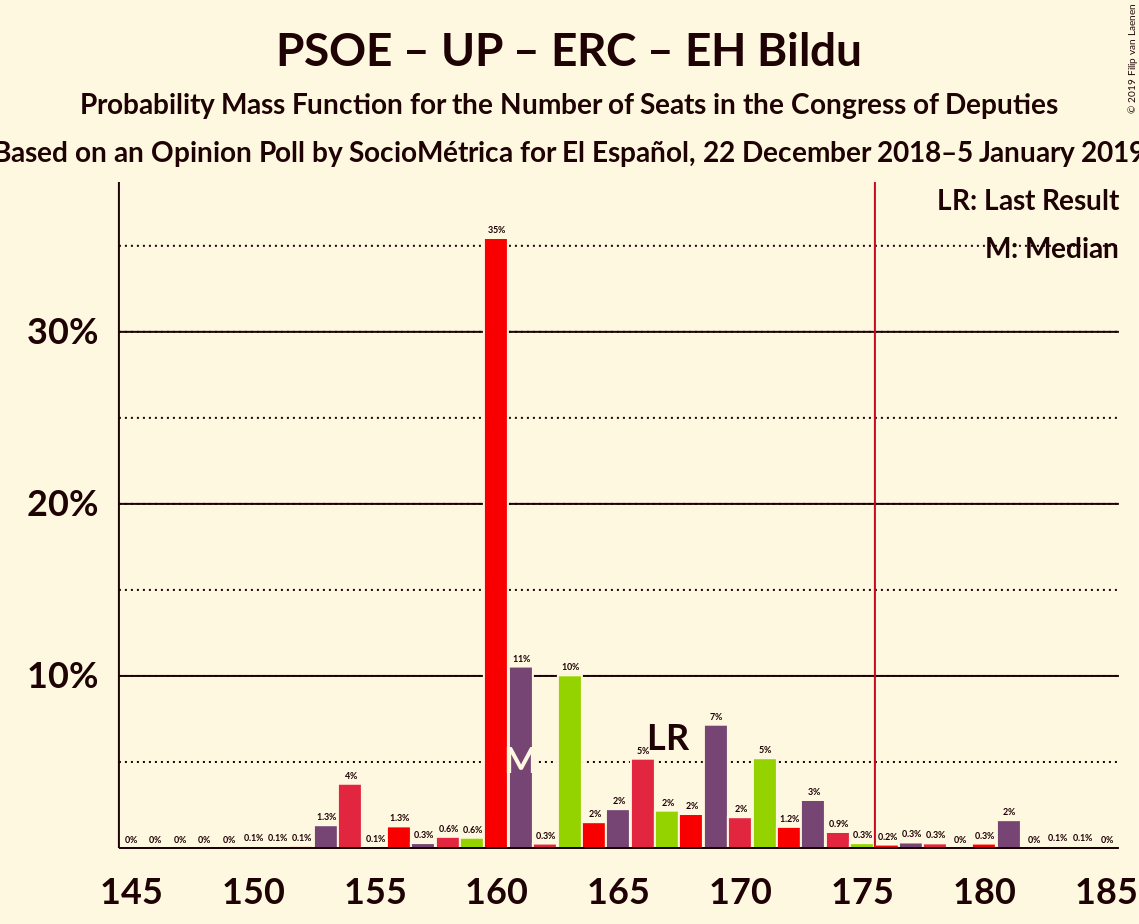 PSOE – UP – ERC – EH Bildu
Probability Mass Function for the Number of Seats in the Congress of Deputies
Based on an Opinion Poll by SocioMétrica for El Español, 22 December 2018–5 January 2019
© 2019 Filip van Laenen
LR: Last Result
M: Median
35%
30%
20%
11%
10%
10%
7%
LR
5%
5%
M
4%
3%
2%
2%
2%
2%
2%
2%
1.3%
1.3%
1.2%
0.9%
0% 0% 0% 0% 0% 0.1% 0.1% 0.1% 0.1% 0.3% 0.6% 0.6% 0.3% 0.3% 0.2% 0.3% 0.3% 0% 0.3% 0% 0.1% 0.1% 0%
145 150 155 160 165 170 175 180 185